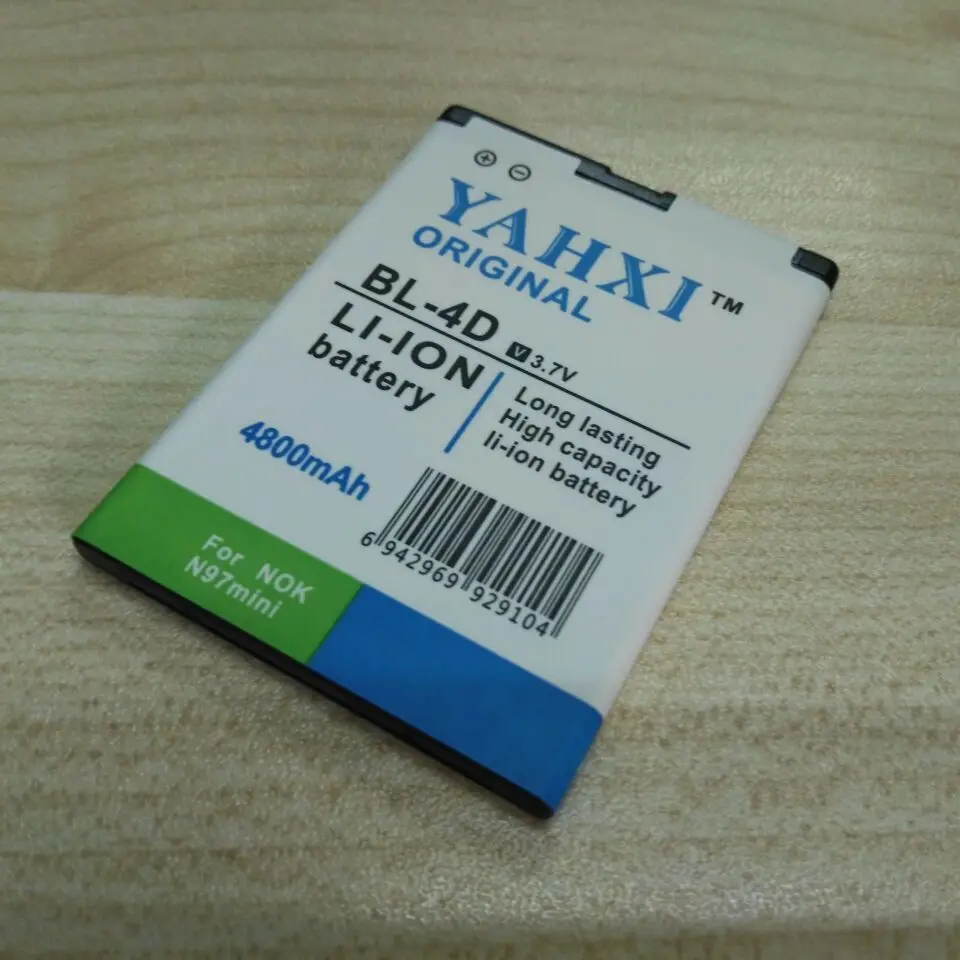 YAHXI™
ORIGINAL
BL-4D V 3.7V
LI-ION
battery
Long lasting
High capacity
li-ion battery
4800mAh
6 942969 929104
For NOK
N97mini